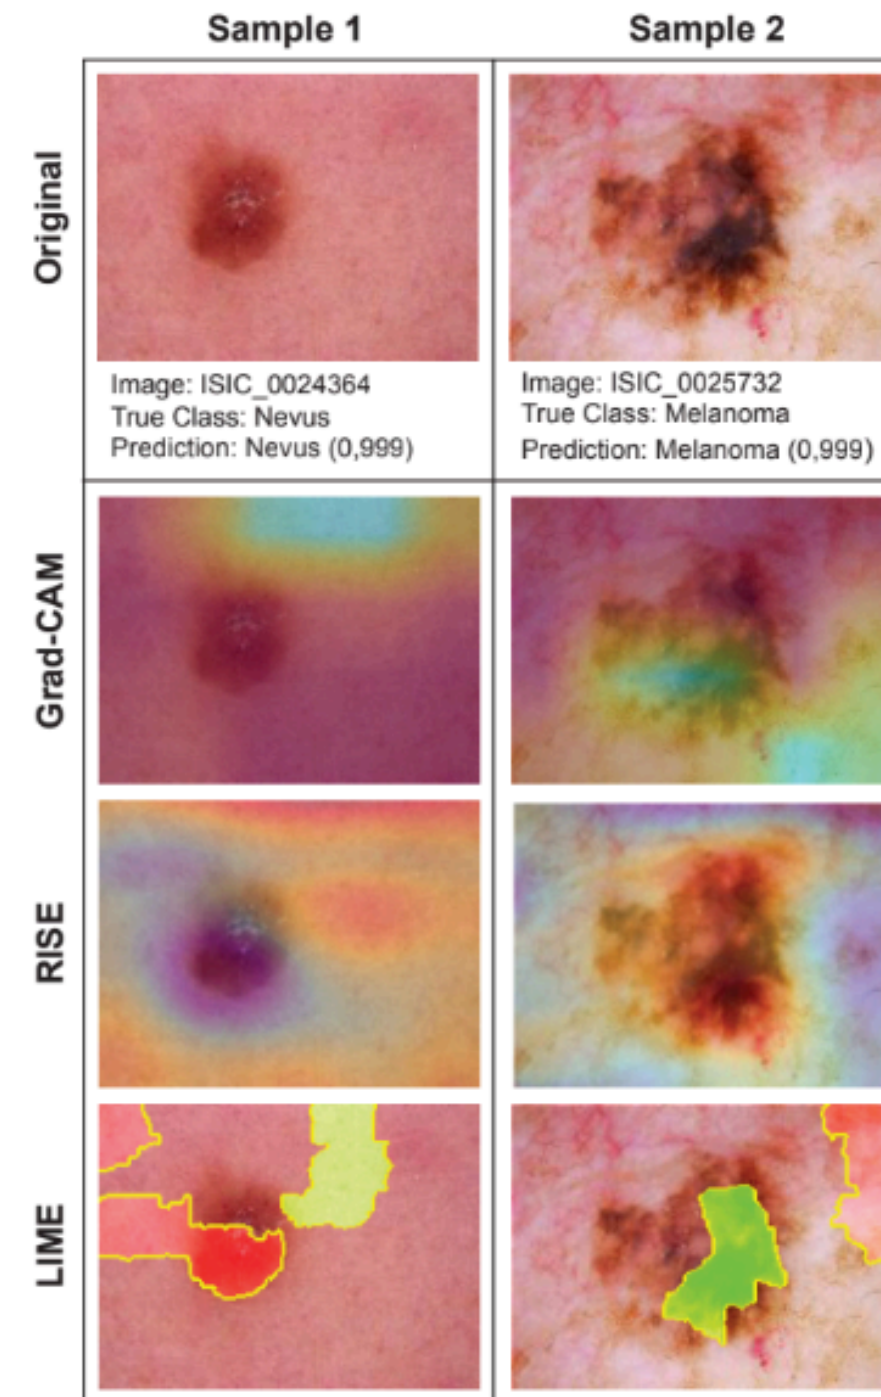 Sample 1
Sample 2
Original
Image: ISIC_0024364
True Class: Nevus
Prediction: Nevus (0,999)
Image: ISIC_0025732
True Class: Melanoma
Prediction: Melanoma (0,999)
Grad-CAM
RISE
LIME